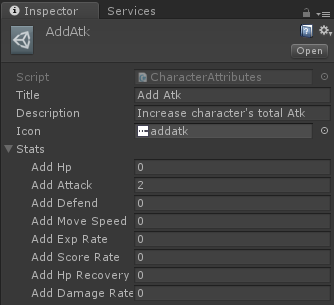 Inspector Services
AddAtk
Open
Script CharacterAttributes
Title Add Atk
Description Increase character's total Atk
Icon addatk
Stats
Add Hp 0
Add Attack 2
Add Defend 0
Add Move Speed 0
Add Exp Rate 0
Add Score Rate 0
Add Hp Recovery 0
Add Damage Rate 0